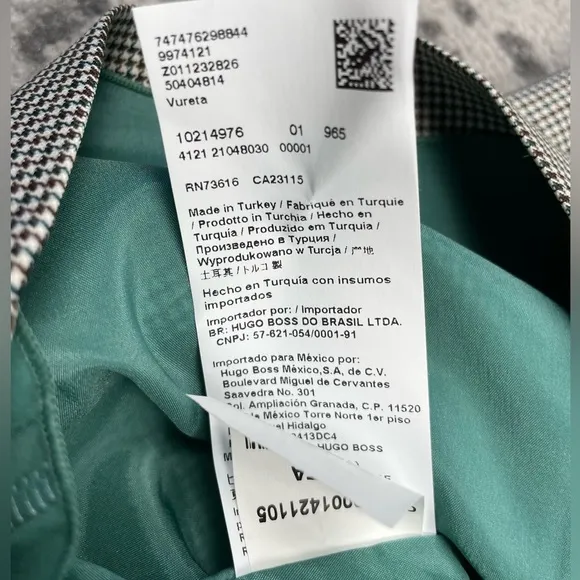 747476298844
9974121
Z011232826
50404814
Vureta
10214976 01 965
4121 21048030 00001
RN73616 CA23115
Made in Turkey / Fabriqué en Turquie
/ Prodotto in Turchia / Hecho en
Turquia / Produzido em Turquia /
Произведено в Турция /
Wyprodukowano w Turcja / 产地
土耳其 / トルコ製
Hecho en Turquía con insumos
importados
Importador por: / Importador
BR: HUGO BOSS DO BRASIL LTDA.
CNPJ: 57-621-054/0001-91
Importado para México por:
Hugo Boss México,S.A, de C.V.
Boulevard Miguel de Cervantes
Saavedra No. 301
Col. Ampliación Granada, C.P. 11520
de México Torre Norte 1er piso
Hidalgo
413DC4
HUGO BOSS
0001421105